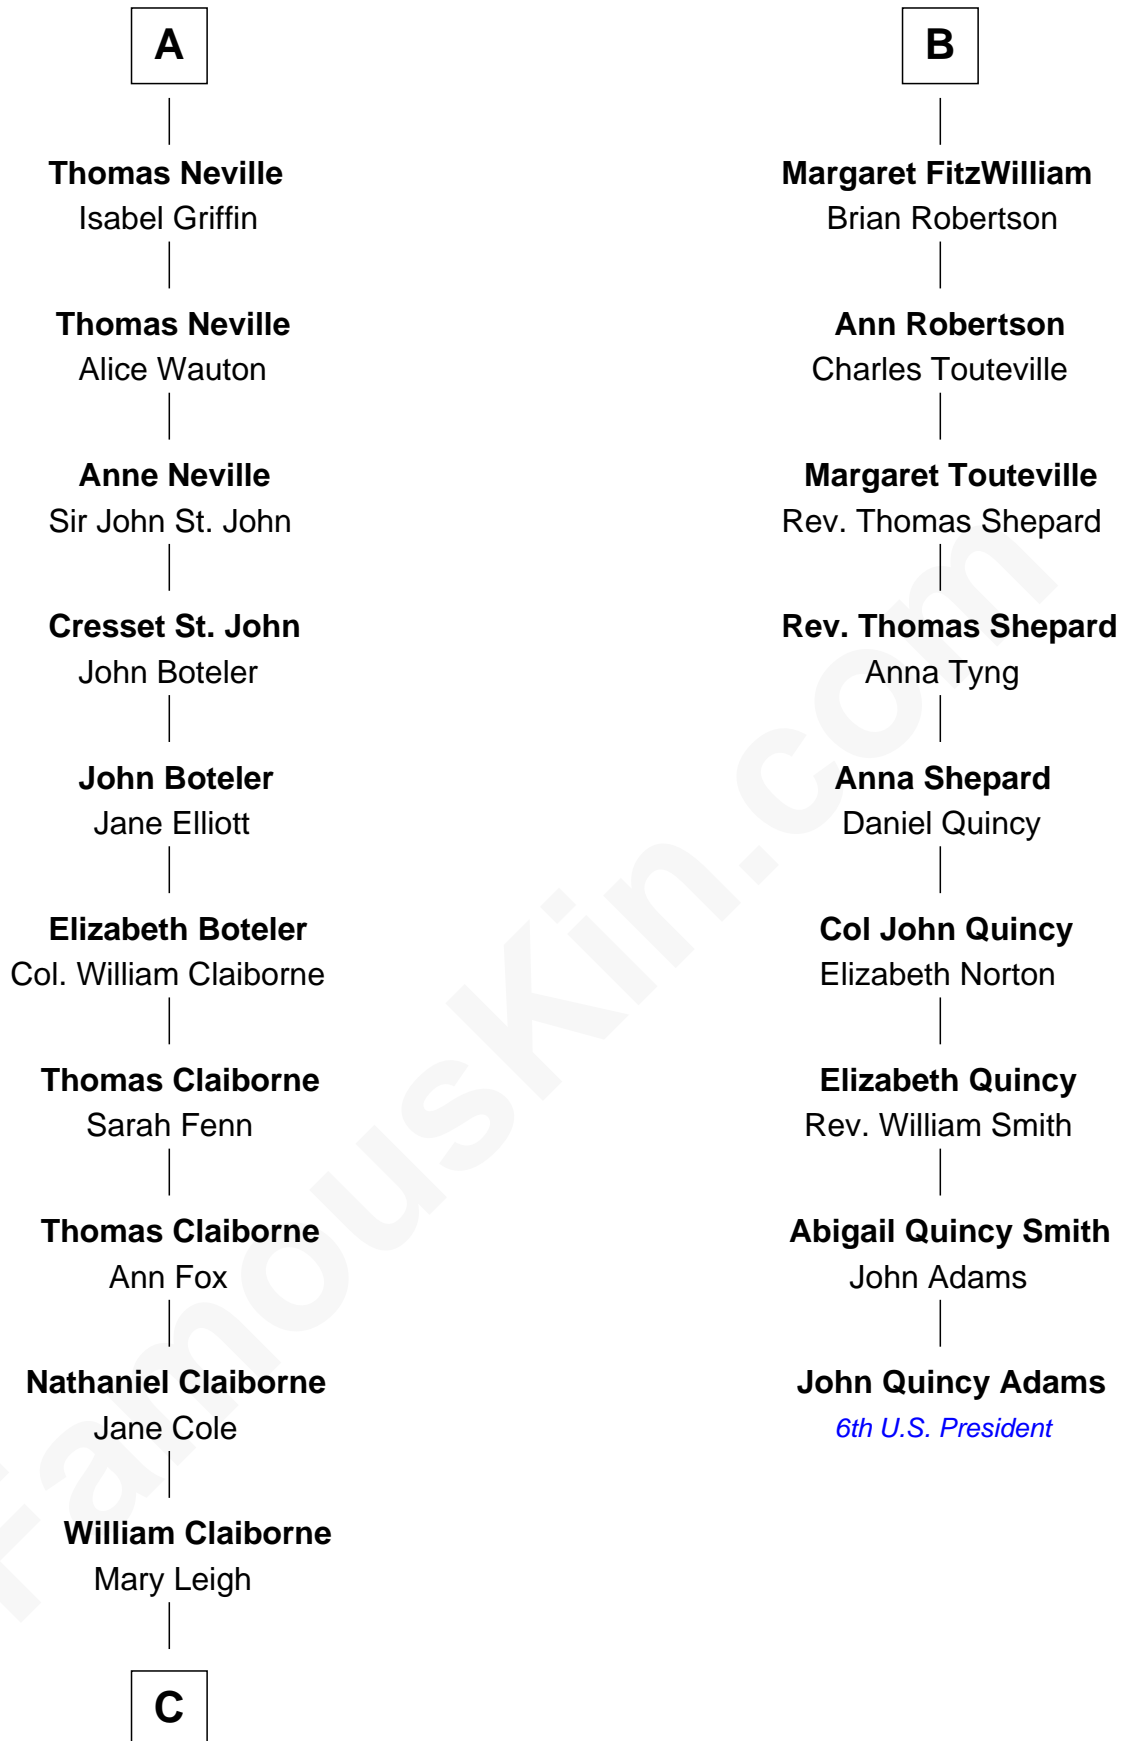 A
Thomas Neville
Isabel Griffin
Thomas Neville
Alice Wauton
Anne Neville
Sir John St. John
Cresset St. John
John Boteler
John Boteler
Jane Elliott
Elizabeth Boteler
Col. William Claiborne
Thomas Claiborne
Sarah Fenn
Thomas Claiborne
Ann Fox
Nathaniel Claiborne
Jane Cole
William Claiborne
Mary Leigh
C
B
Margaret FitzWilliam
Brian Robertson
Ann Robertson
Charles Touteville
Margaret Touteville
Rev. Thomas Shepard
Rev. Thomas Shepard
Anna Tyng
Anna Shepard
Daniel Quincy
Col John Quincy
Elizabeth Norton
Elizabeth Quincy
Rev. William Smith
Abigail Quincy Smith
John Adams
John Quincy Adams
6th U.S. President
FamousKin.com